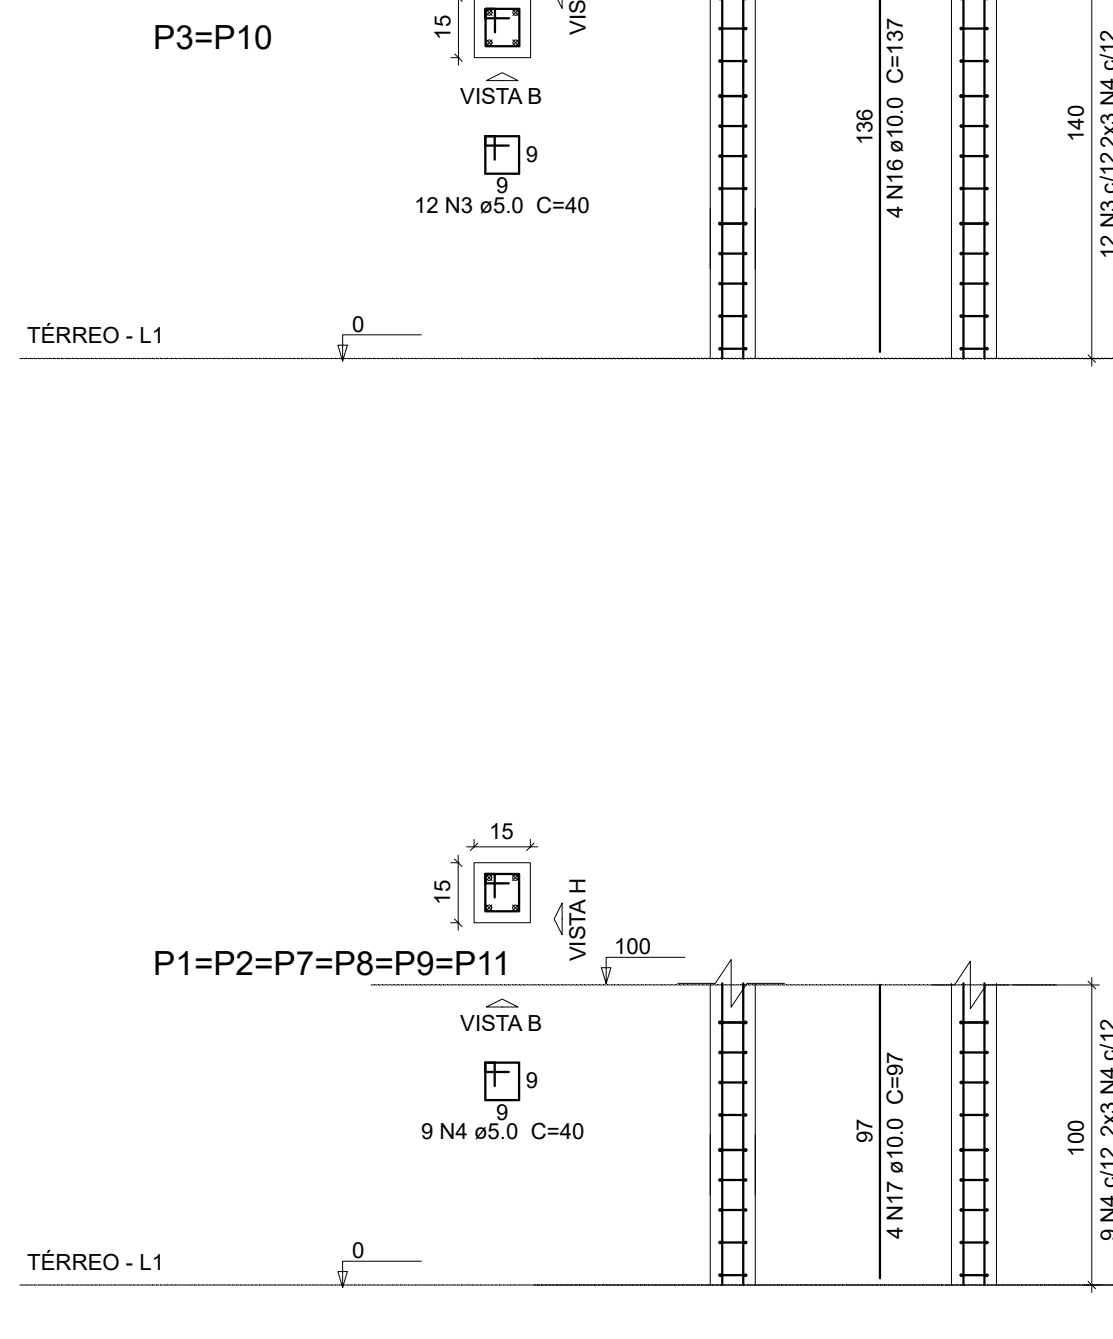 15
VIS
P3=P10
VISTA B
9
9
12 N3 ø5.0 C=40
136
4 N16 ø10.0 C=137
140
12 N3 c/12 2x3 N4 c/12
TÉRREO - L1
0
15
15
VISTA H
P1=P2=P7=P8=P9=P11
100
VISTA B
9
9
9 N4 ø5.0 C=40
97
4 N17 ø10.0 C=97
100
9 N4 c/12 2x3 N4 c/12
TÉRREO - L1
0